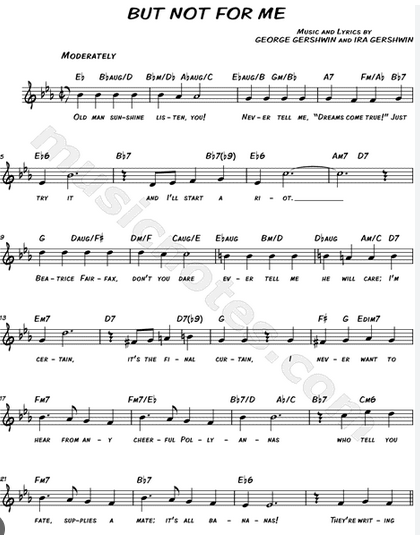 BUT NOT FOR ME
MUSIC AND LYRICS BY
GEORGE GERSHWIN AND IRA GERSHWIN
MODERATELY
E♭ B♭AUG/D B♭M/D♭ A♭AUG/C E♭AUG/B GM/B♭ A7 FM/A♭ B♭7
OLD MAN SUN-SHINE LIS-TEN, YOU! NEV-ER TELL ME, "DREAMS COME TRUE!" JUST
5 E♭6 B♭7 B♭7(♭9) E♭6 AM7 D7
TRY IT AND I'LL START A RI-OT.
9 G DAUG/F# DM/F CAUG/E E♭AUG BM/D D♭AUG AM/C D7
BEA-TRICE FAIR-FAX, DON'T YOU DARE EV-ER TELL ME HE WILL CARE; I'M
13 EM7 D7 D7(♭9) G F# G EDIM7
CER-TAIN, IT'S THE FI-NAL CUR-TAIN, I NEV-ER WANT TO
17 FM7 FM7/E♭ B♭7/D A♭/C B♭7 CM6
HEAR FROM AN-Y CHEER-FUL POL-LY-AN-NAS WHO TELL YOU
21 FM7 B♭7 E♭6
FATE, SUP-PLIES A MATE; IT'S ALL BA-NA-NAS! THEY'RE WRIT-ING
musicnotes.com